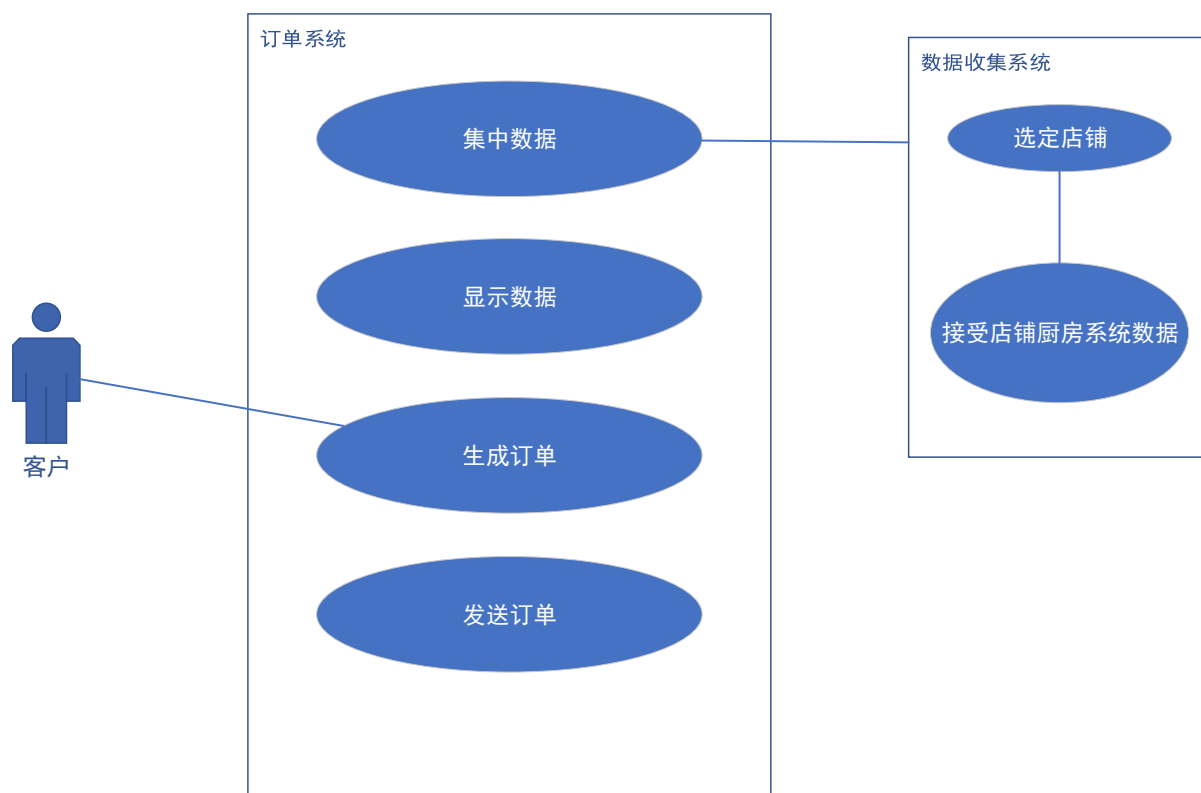 订单系统
集中数据
显示数据
生成订单
发送订单
客户
数据收集系统
选定店铺
接受店铺厨房系统数据